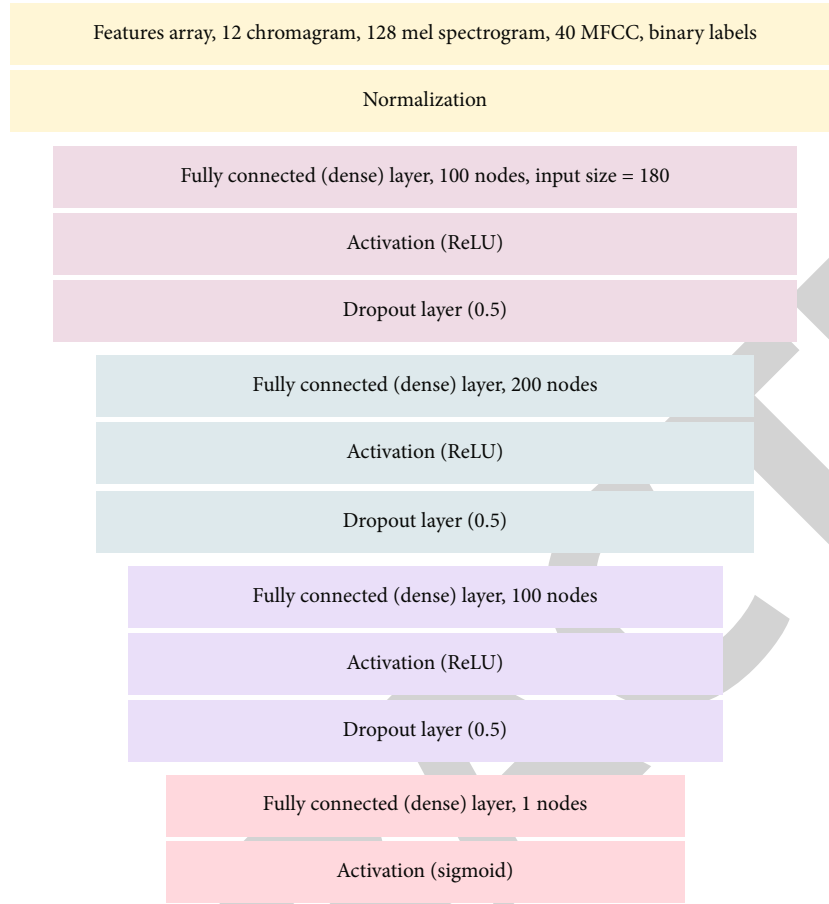 Features array, 12 chromagram, 128 mel spectrogram, 40 MFCC, binary labels
Normalization
Fully connected (dense) layer, 100 nodes, input size = 180
Activation (ReLU)
Dropout layer (0.5)
Fully connected (dense) layer, 200 nodes
Activation (ReLU)
Dropout layer (0.5)
Fully connected (dense) layer, 100 nodes
Activation (ReLU)
Dropout layer (0.5)
Fully connected (dense) layer, 1 nodes
Activation (sigmoid)